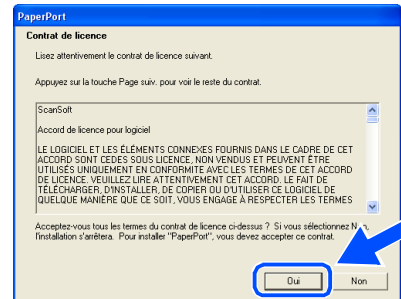 PaperPort
Contrat de licence
Lisez attentivement le contrat de licence suivant.
Appuyez sur la touche Page suiv. pour voir le reste du contrat.
ScanSoft
Accord de licence pour logiciel
LE LOGICIEL ET LES ÉLÉMENTS CONNEXES FOURNIS DANS LE CADRE DE CET
ACCORD SONT CEDES SOUS LICENCE, NON VENDUS ET PEUVENT ÊTRE
UTILISÉS UNIQUEMENT EN CONFORMITE AVEC LES TERMES DE CET ACCORD
DE LICENCE. VEUILLEZ LIRE ATTENTIVEMENT CET ACCORD. LE FAIT DE
TÉLÉCHARGER, D'INSTALLER, DE COPIER OU D'UTILISER CE LOGICIEL DE
QUELQUE MANIÈRE QUE CE SOIT, VOUS ENGAGE À RESPECTER LES TERMES
Acceptez-vous tous les termes du contrat de licence ci-dessus ? Si vous sélectionnez
l'installation s'arrêtera. Pour installer "PaperPort", vous devez accepter ce contrat.
Oui
Non